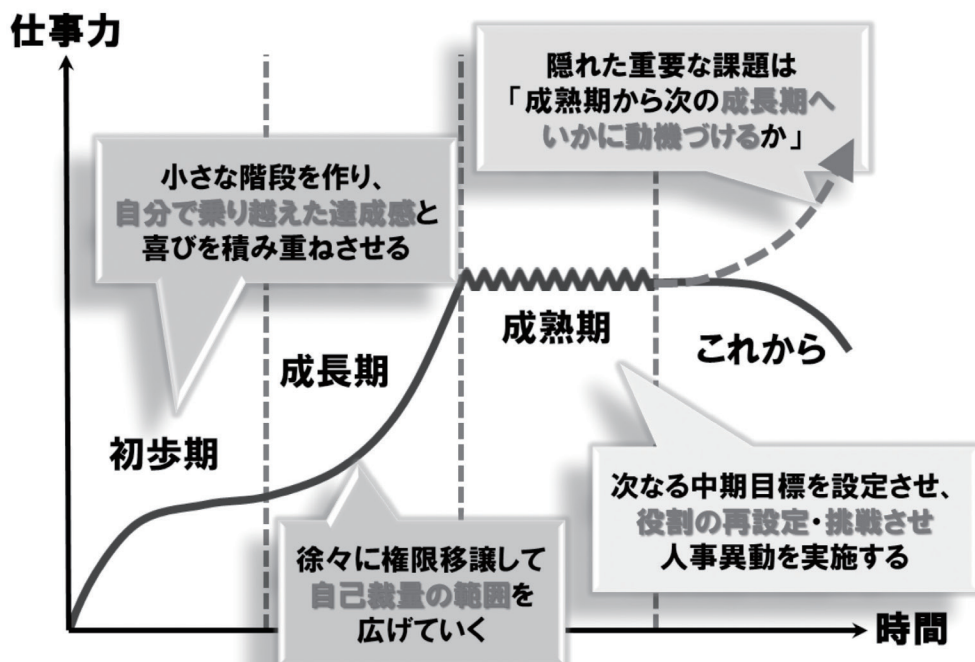 仕事力
隠れた重要な課題は
「成熟期から次の成長期へ
いかに動機づけるか」
小さな階段を作り、
自分で乗り越えた達成感と
喜びを積み重ねさせる
成熟期
これから
成長期
初歩期
次なる中期目標を設定させ、
役割の再設定・挑戦させ
人事異動を実施する
徐々に権限移譲して
自己裁量の範囲を
広げていく
時間